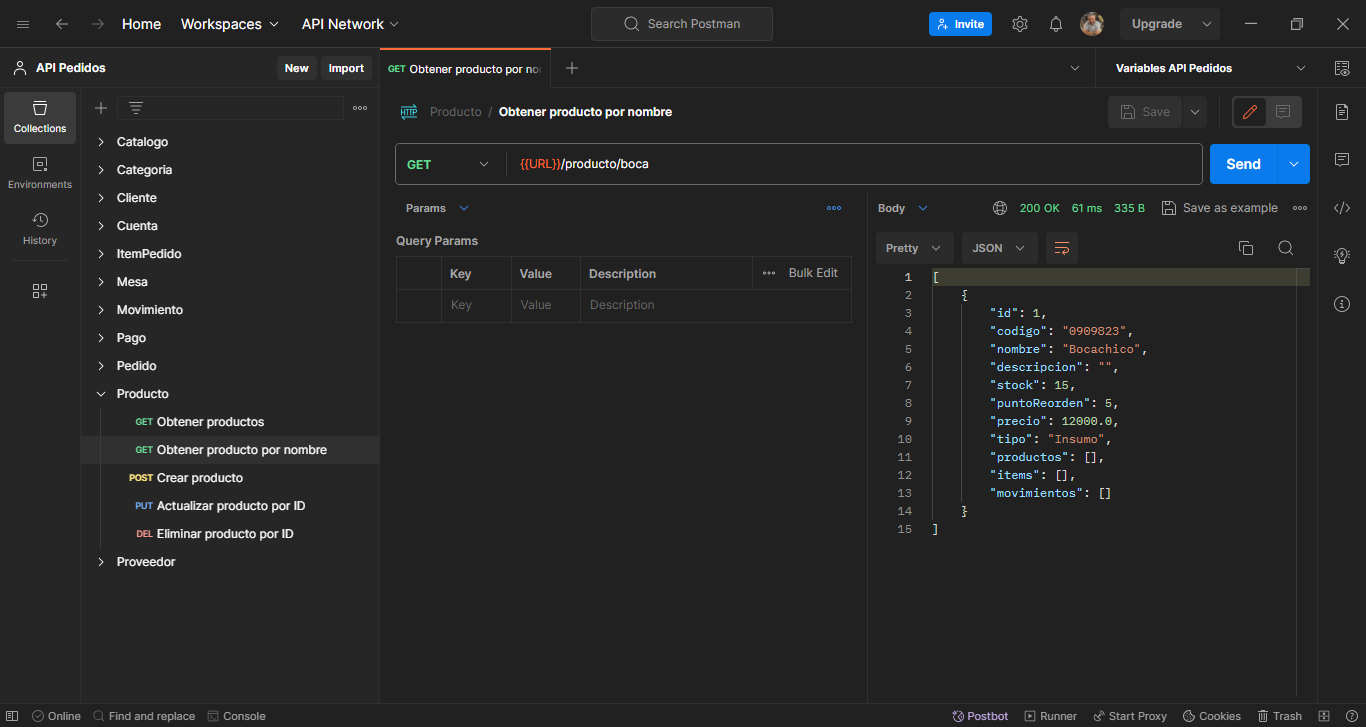 Home Workspaces API Network Search Postman Invite Upgrade
API Pedidos New Import GET Obtener producto por no Variables API Pedidos
Collections
Environments
History
Catalogo
Categoria
Cliente
Cuenta
ItemPedido
Mesa
Movimiento
Pago
Pedido
Producto
GET Obtener productos
GET Obtener producto por nombre
POST Crear producto
PUT Actualizar producto por ID
DEL Eliminar producto por ID
Proveedor
HTTP Producto / Obtener producto por nombre Save
GET {{URL}}/producto/boca Send
Params
Query Params
Key Value Description Bulk Edit
Key Value Description
Body 200 OK 61 ms 335 B Save as example
Pretty JSON
1 [
2 {
3 "id": 1,
4 "codigo": "0909823",
5 "nombre": "Bocachico",
6 "descripcion": "",
7 "stock": 15,
8 "puntoReorden": 5,
9 "precio": 12000.0,
10 "tipo": "Insumo",
11 "productos": [],
12 "items": [],
13 "movimientos": []
14 }
15 ]
Online Find and replace Console Postbot Runner Start Proxy Cookies Trash